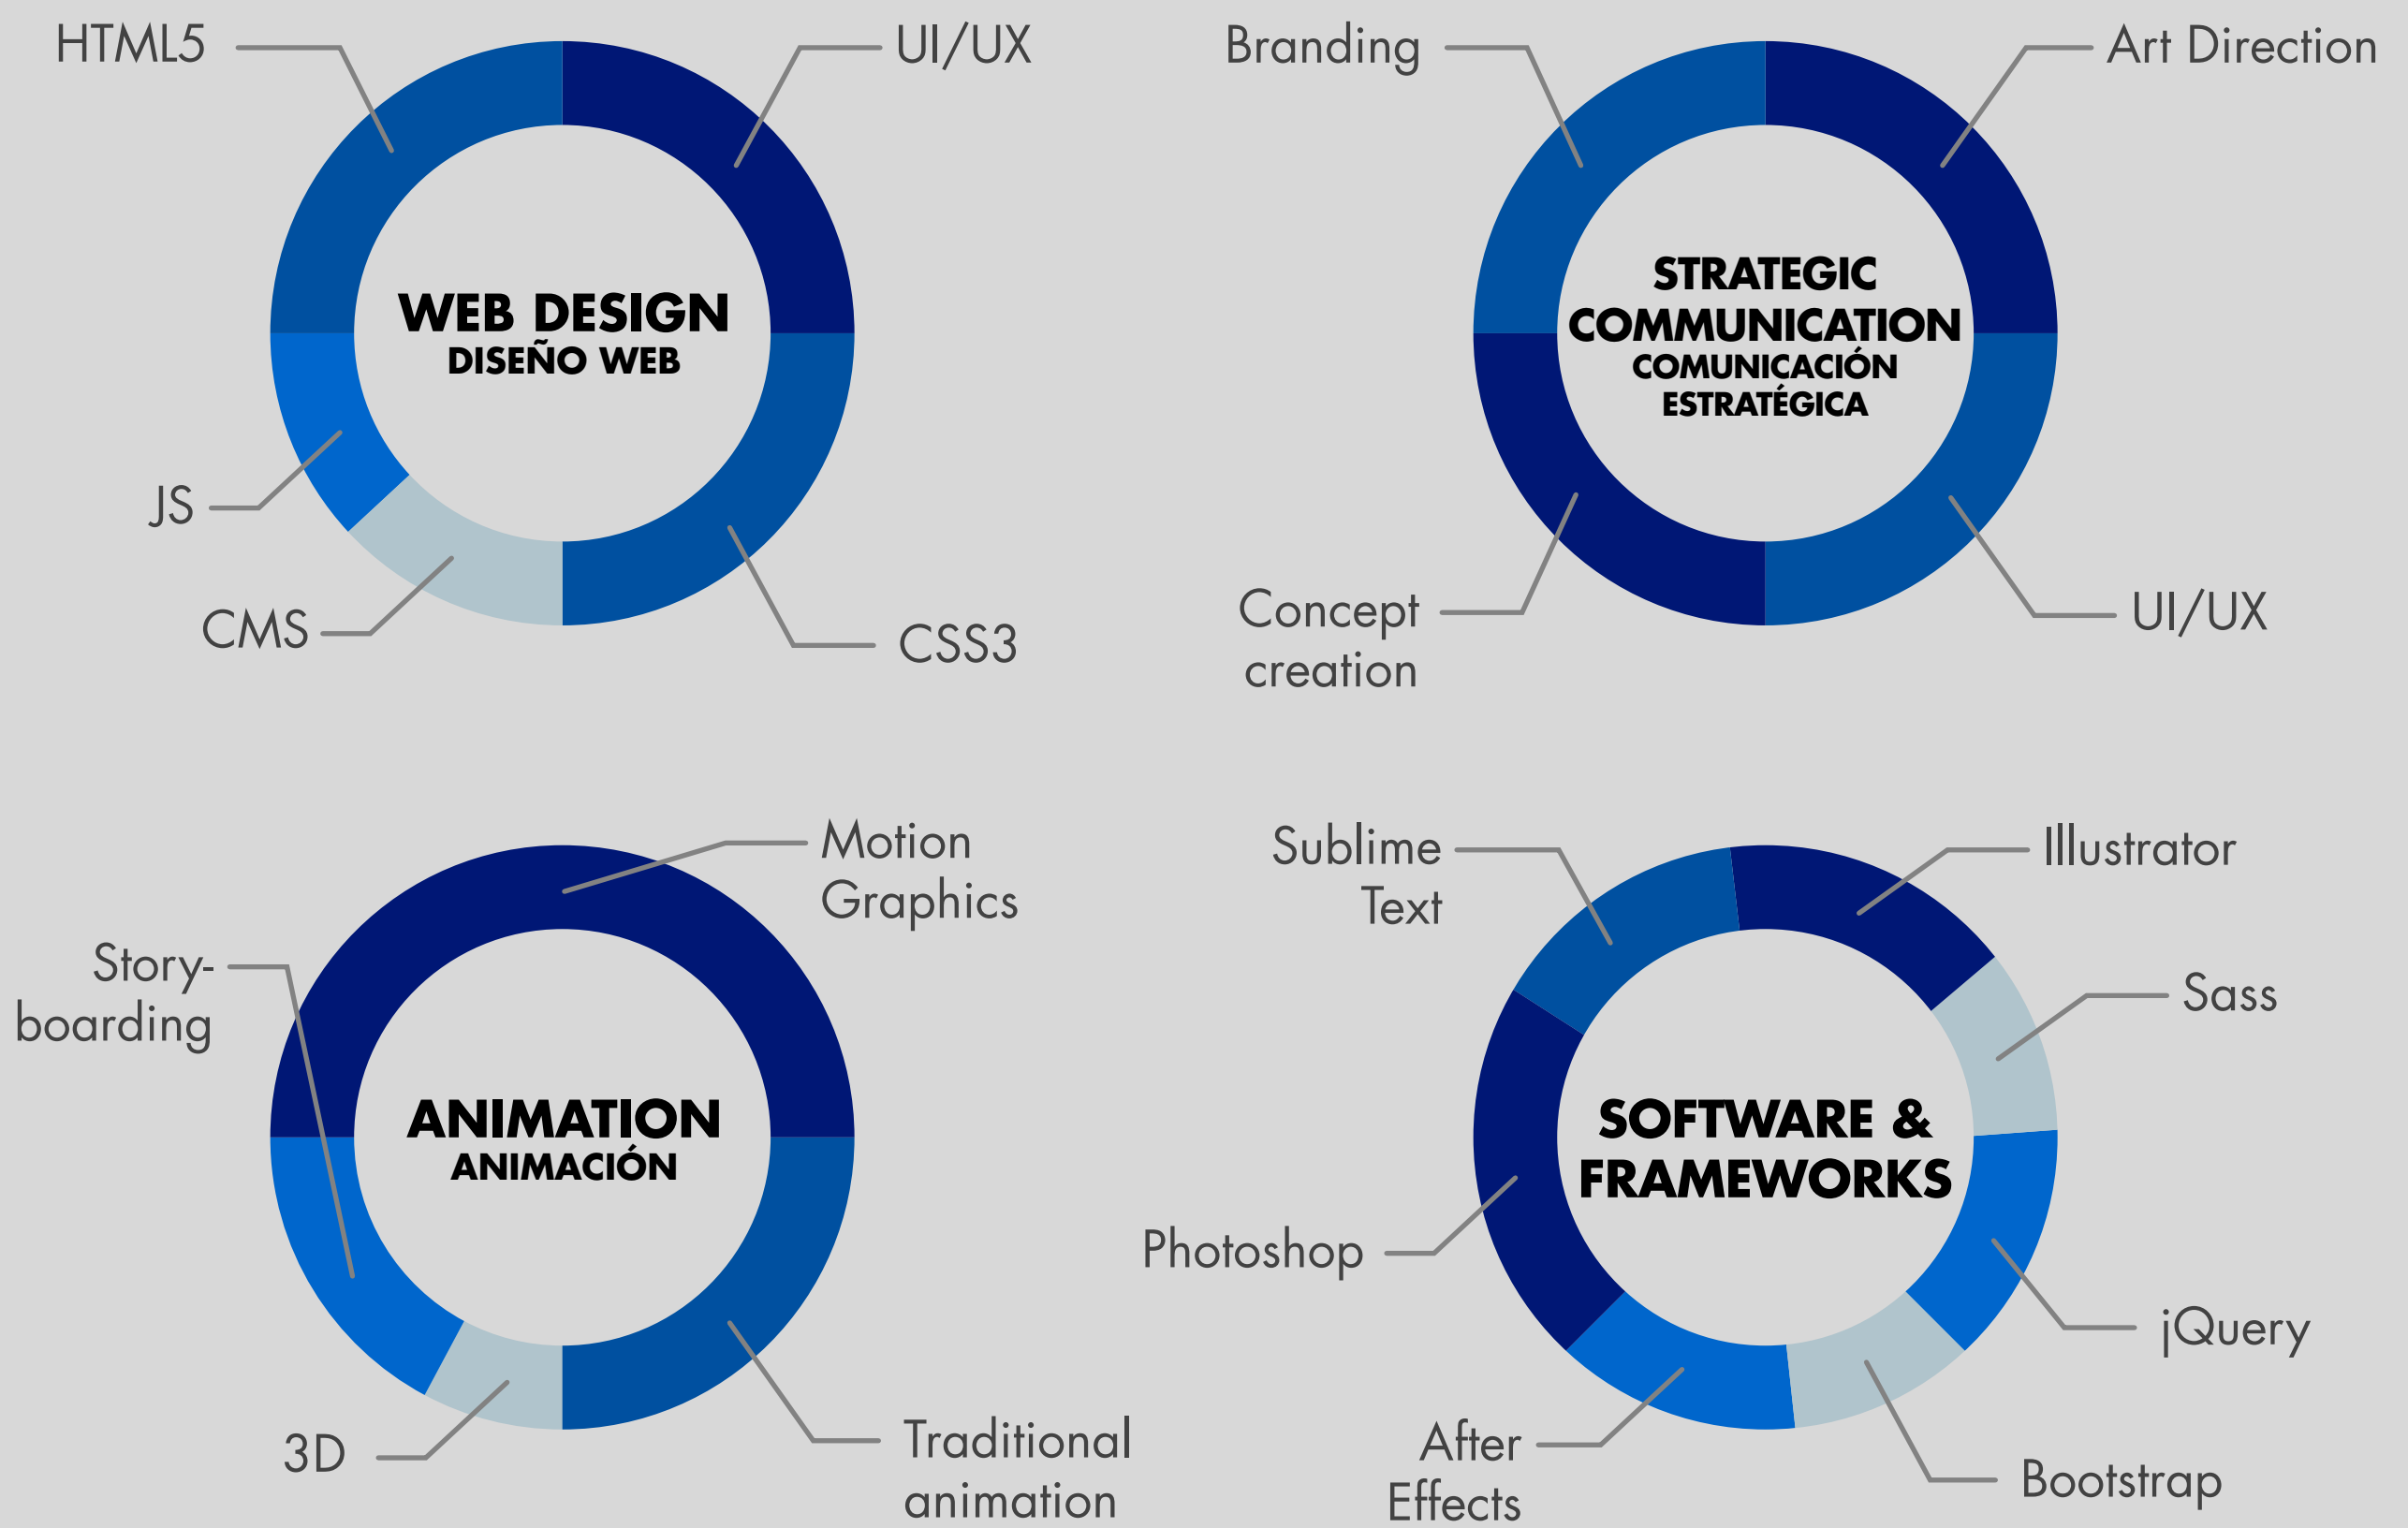 HTML5
UI/UX
WEB DESIGN
DISEÑO WEB
JS
CMS
CSS3
Branding
Art Direction
STRATEGIC
COMMUNICATION
COMUNICACIÓN
ESTRATÉGICA
Concept
creation
UI/UX
Motion
Graphics
Story-
boarding
ANIMATION
ANIMACIÓN
3D
Traditional
animation
Sublime
Text
Illustrator
Sass
SOFTWARE &
FRAMEWORKS
Photoshop
jQuery
After
Effects
Bootstrap